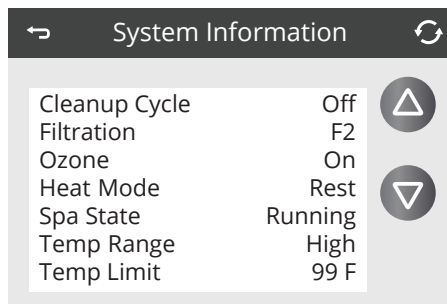 System Information
Cleanup Cycle Off
Filtration F2
Ozone On
Heat Mode Rest
Spa State Running
Temp Range High
Temp Limit 99 F